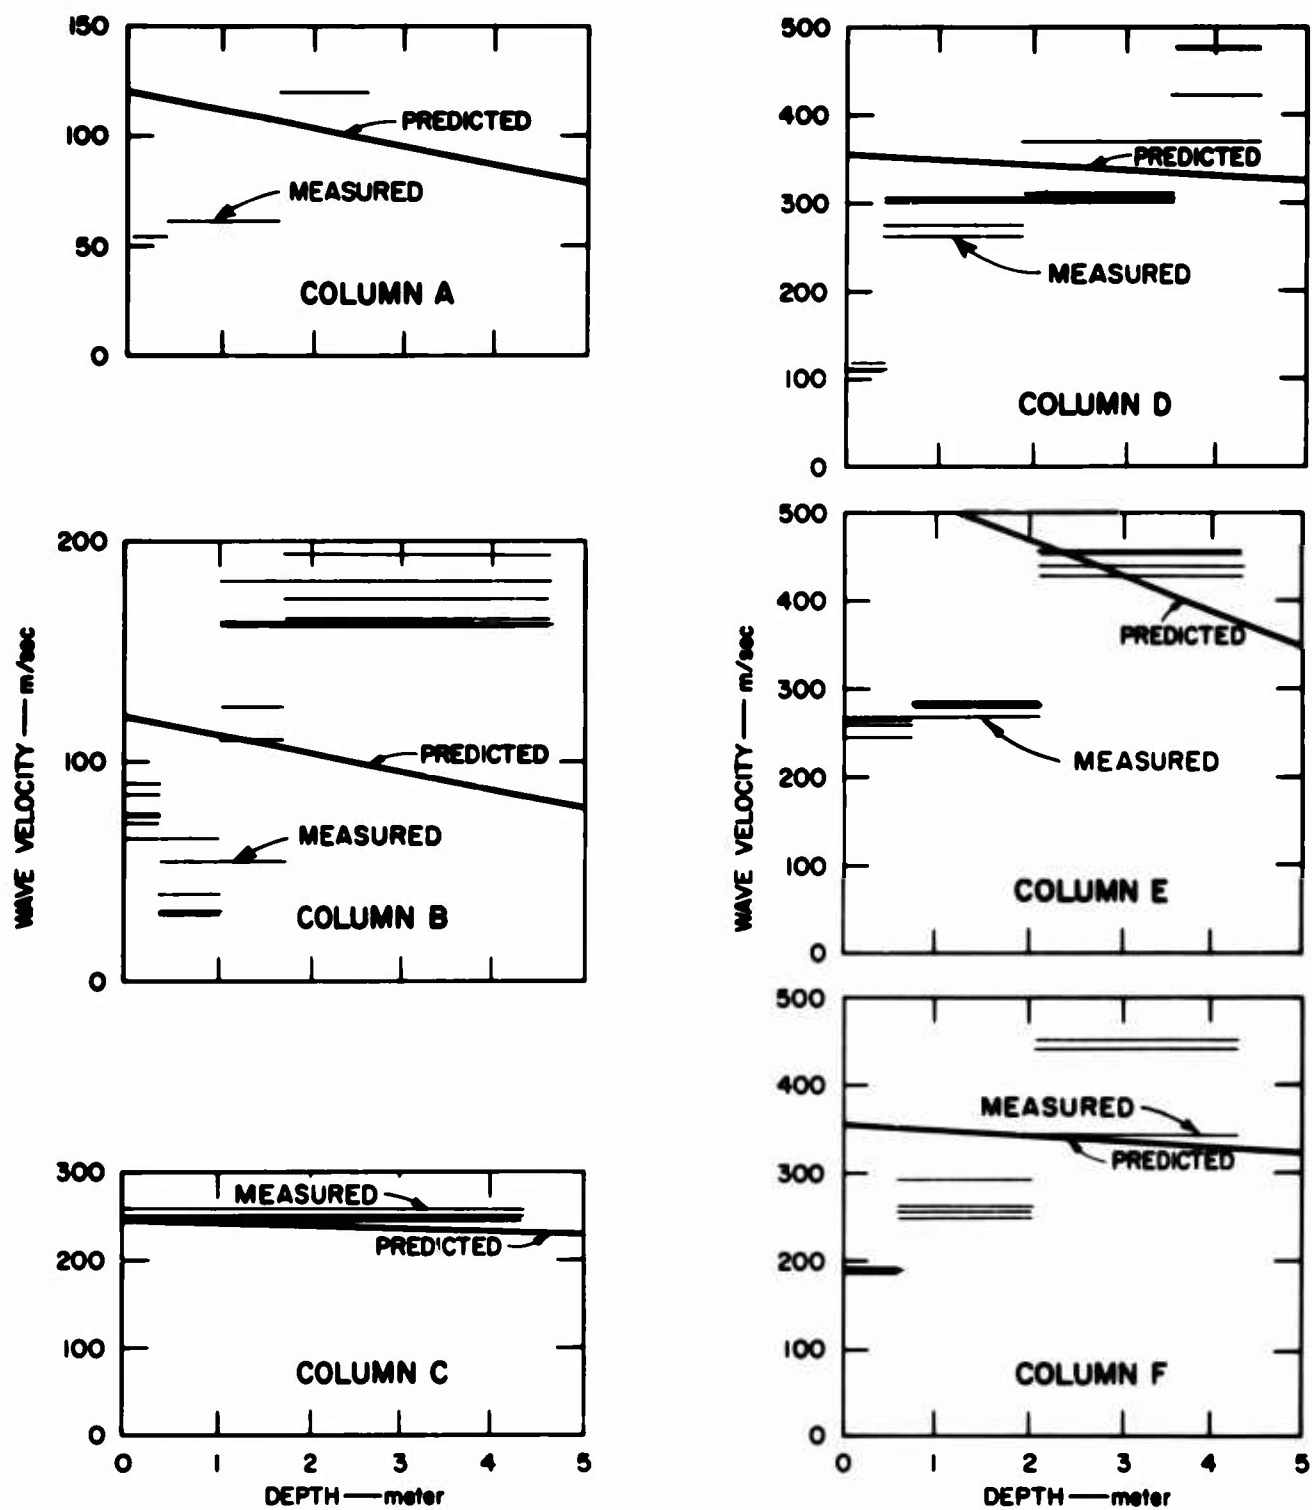 150
100
50
0
PREDICTED
MEASURED
COLUMN A
WAVE VELOCITY — m/sec
200
100
0
PREDICTED
MEASURED
COLUMN B
300
200
100
0
MEASURED
PREDICTED
COLUMN C
0 1 2 3 4 5
DEPTH — meter
500
400
300
200
100
0
PREDICTED
MEASURED
COLUMN D
WAVE VELOCITY — m/sec
500
400
300
200
100
0
PREDICTED
MEASURED
COLUMN E
500
400
300
200
100
0
MEASURED
PREDICTED
COLUMN F
0 1 2 3 4 5
DEPTH — meter